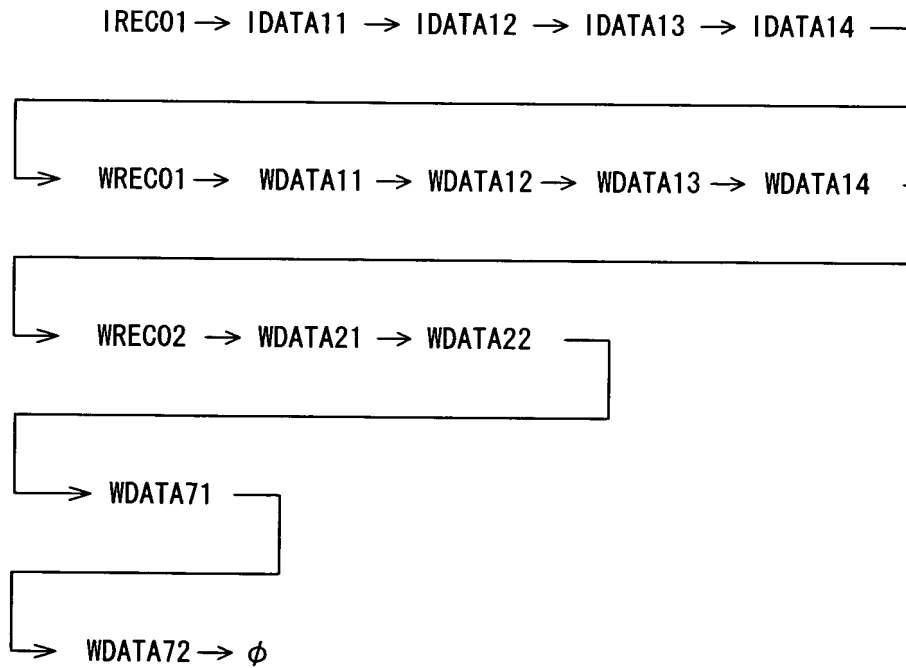 IREC01 → IDATA11 → IDATA12 → IDATA13 → IDATA14
WREC01 → WDATA11 → WDATA12 → WDATA13 → WDATA14
WREC02 → WDATA21 → WDATA22
WDATA71
WDATA72 → φ